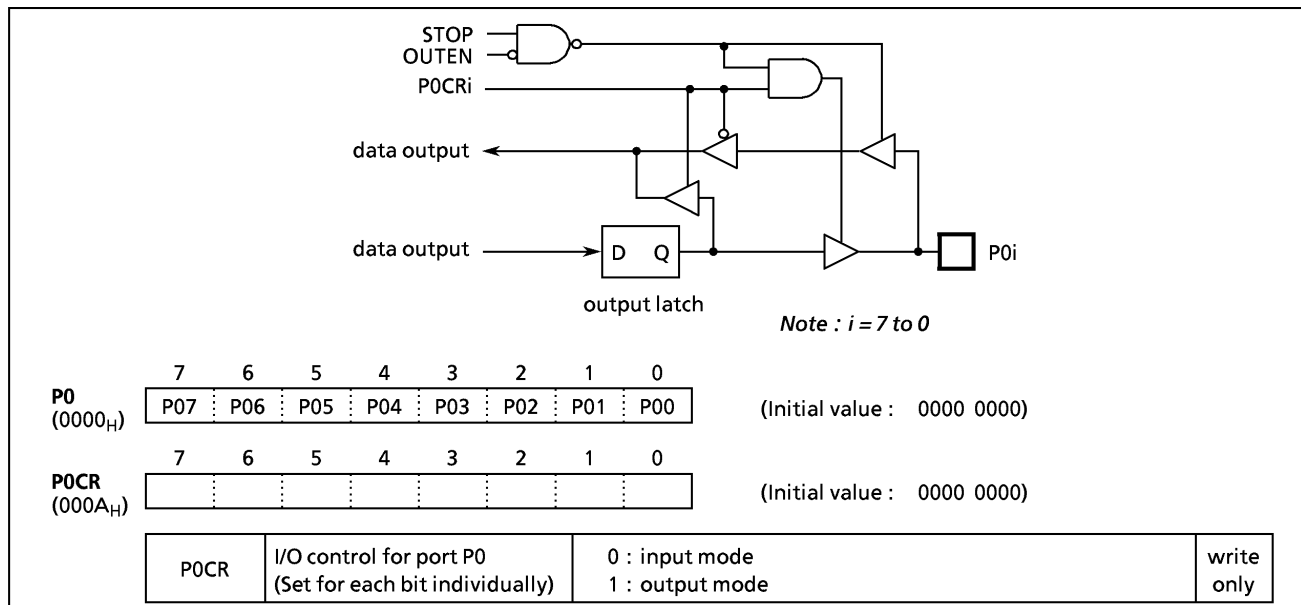 STOP
OUTEN
P0CRi
data output
data output
D Q
P0i
output latch
Note : i = 7 to 0
7 6 5 4 3 2 1 0
P0
(0000H)
P07 P06 P05 P04 P03 P02 P01 P00
(Initial value : 0000 0000)
7 6 5 4 3 2 1 0
P0CR
(000AH)
(Initial value : 0000 0000)
P0CR
I/O control for port P0
(Set for each bit individually)
0 : input mode
1 : output mode
write
only